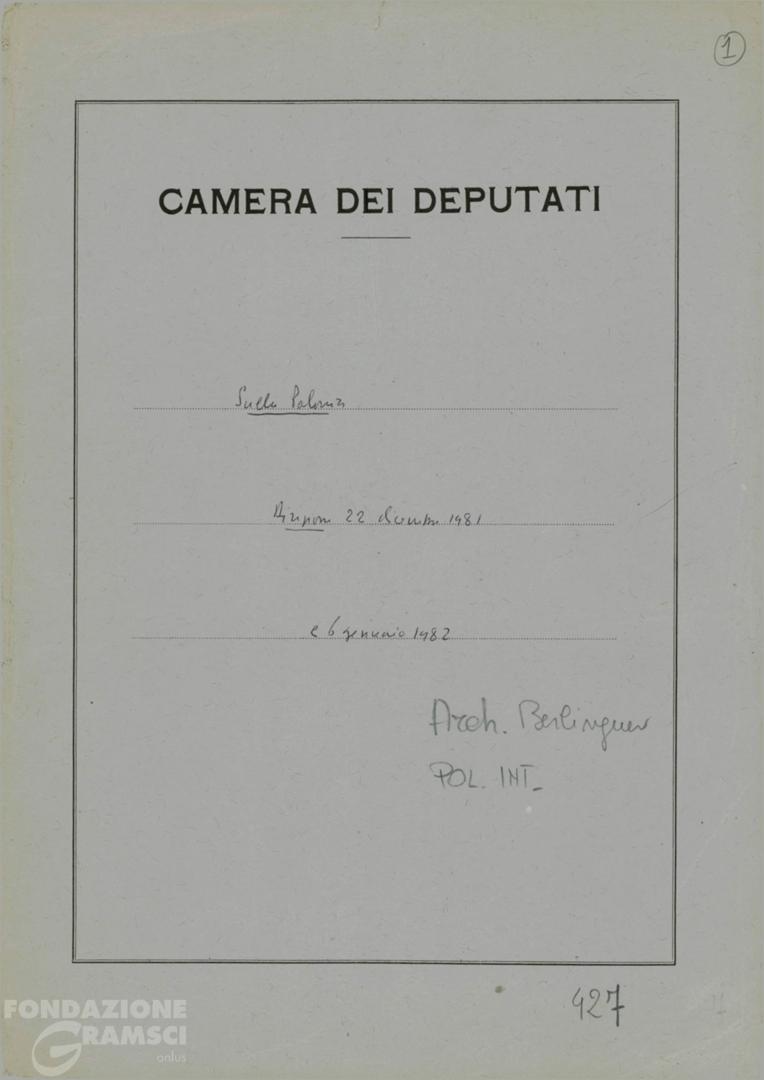 1
CAMERA DEI DEPUTATI
Sulla Polonia
Direzione 22 dicembre 1981
e 6 gennaio 1982
Arch. Berlinguer
POL. INT.
427
FONDAZIONE
GRAMSCI
onlus